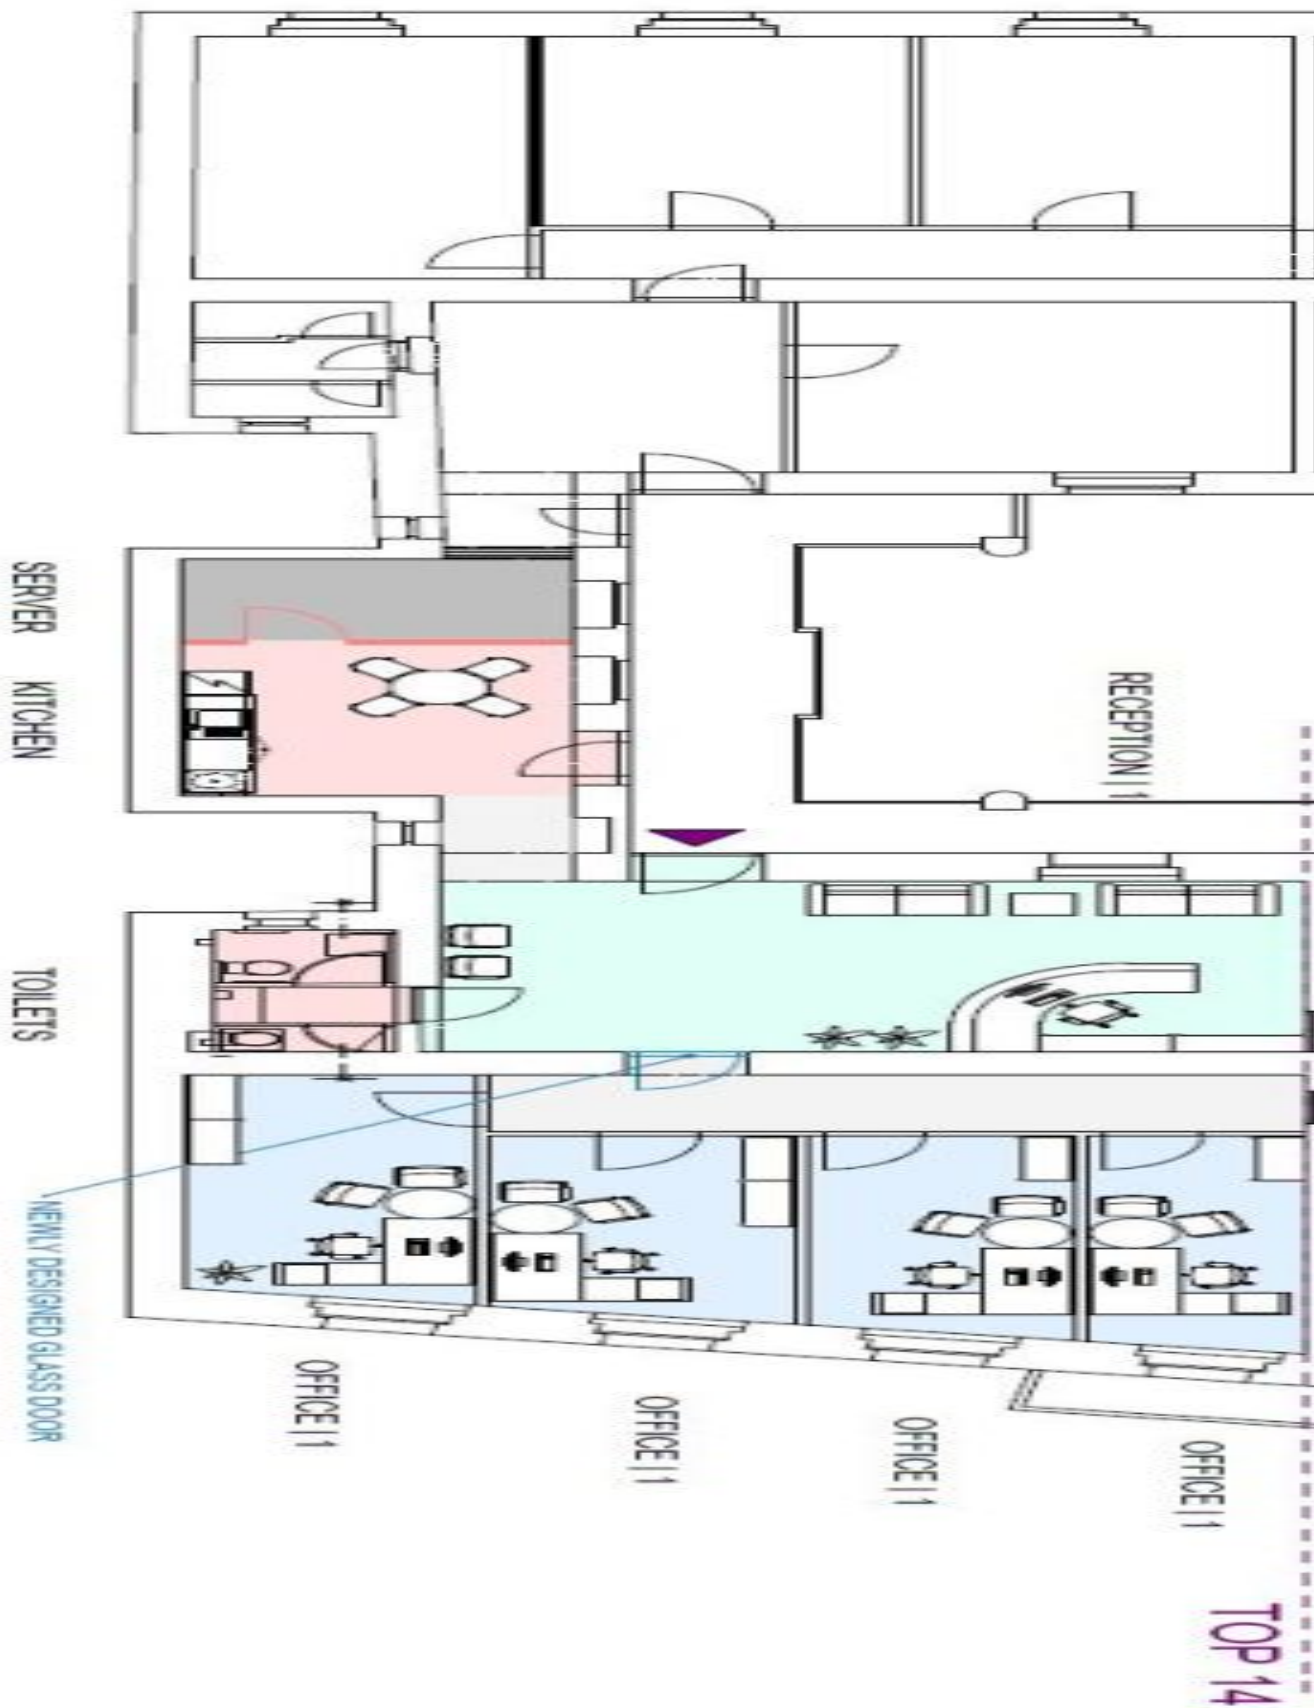 SERVER
KITCHEN
RECEPTION | 1
TOILETS
NEWLY DESIGNED GLASS DOOR
OFFICE | 1
OFFICE | 1
OFFICE | 1
OFFICE | 1
TOP 14